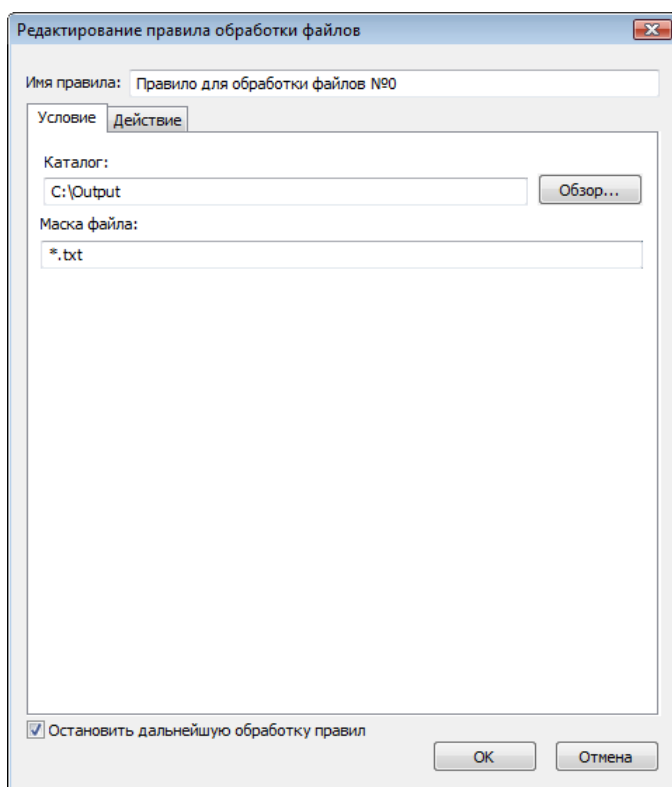 Редактирование правила обработки файлов
Имя правила: Правило для обработки файлов №0
Условие Действие
Каталог:
C:\Output Обзор...
Маска файла:
*.txt
Остановить дальнейшую обработку правил
ОК Отмена